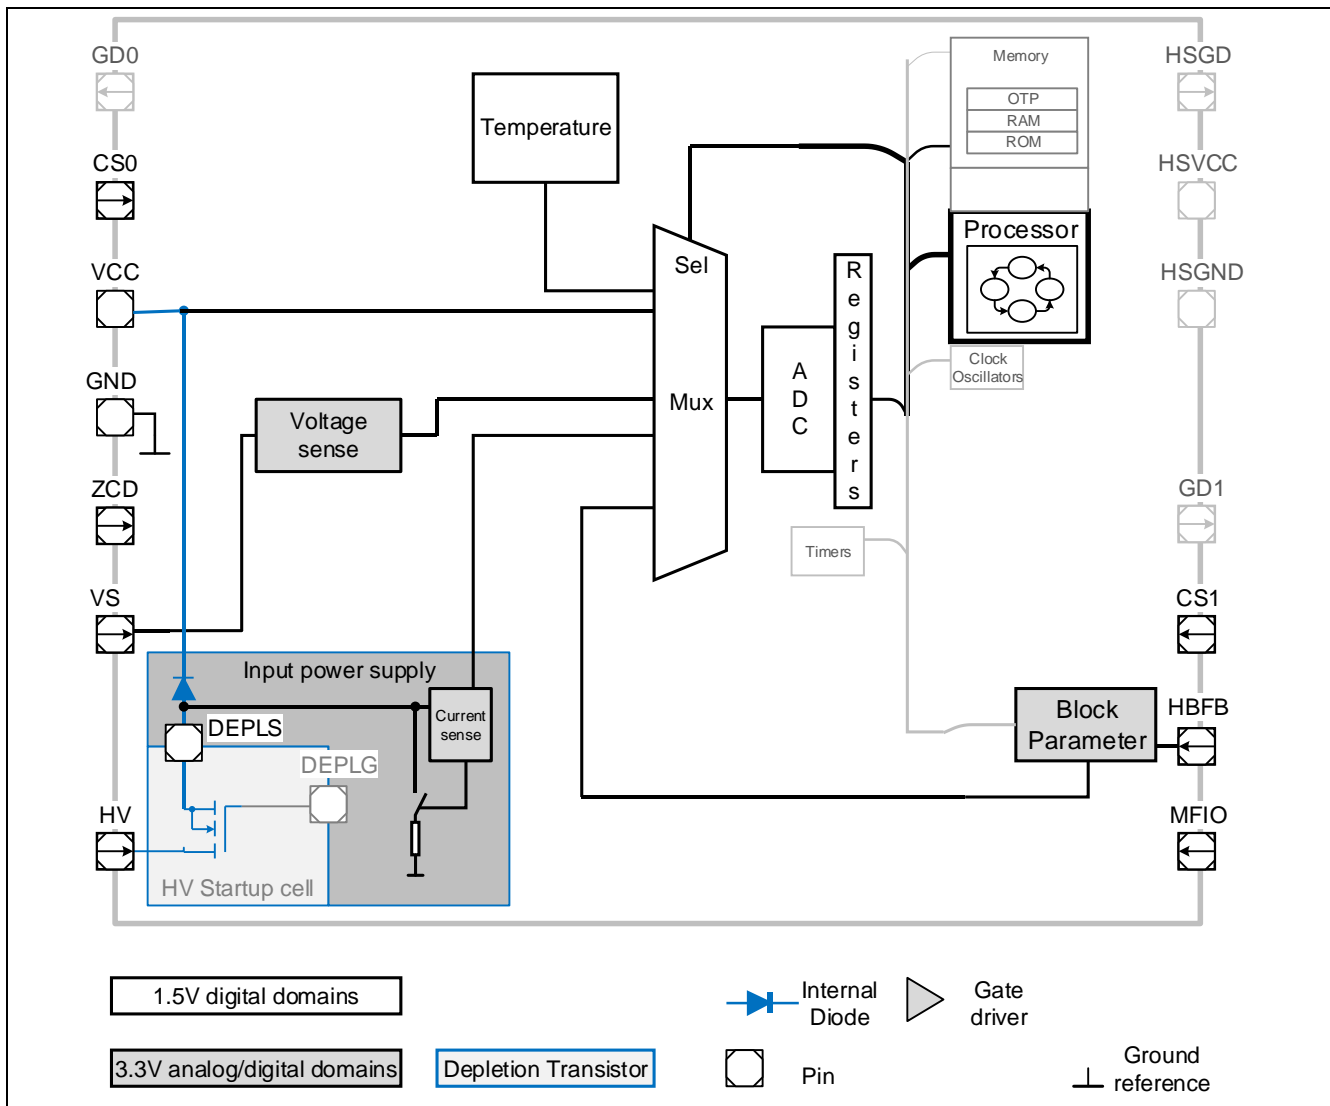 GD0
HSGD
Memory
OTP
RAM
ROM
Temperature
CS0
HSVCC
Processor
VCC
Sel
HSGND
Registers
Clock
Oscillators
GND
Voltage
sense
Mux
ADC
ZCD
GD1
Timers
VS
CS1
Input power supply
Current
sense
DEPLS
Block
Parameter
HBFB
DEPLG
HV
MFIO
HV Startup cell
1.5V digital domains
Internal
Diode
Gate
driver
3.3V analog/digital domains
Depletion Transistor
Pin
Ground
reference